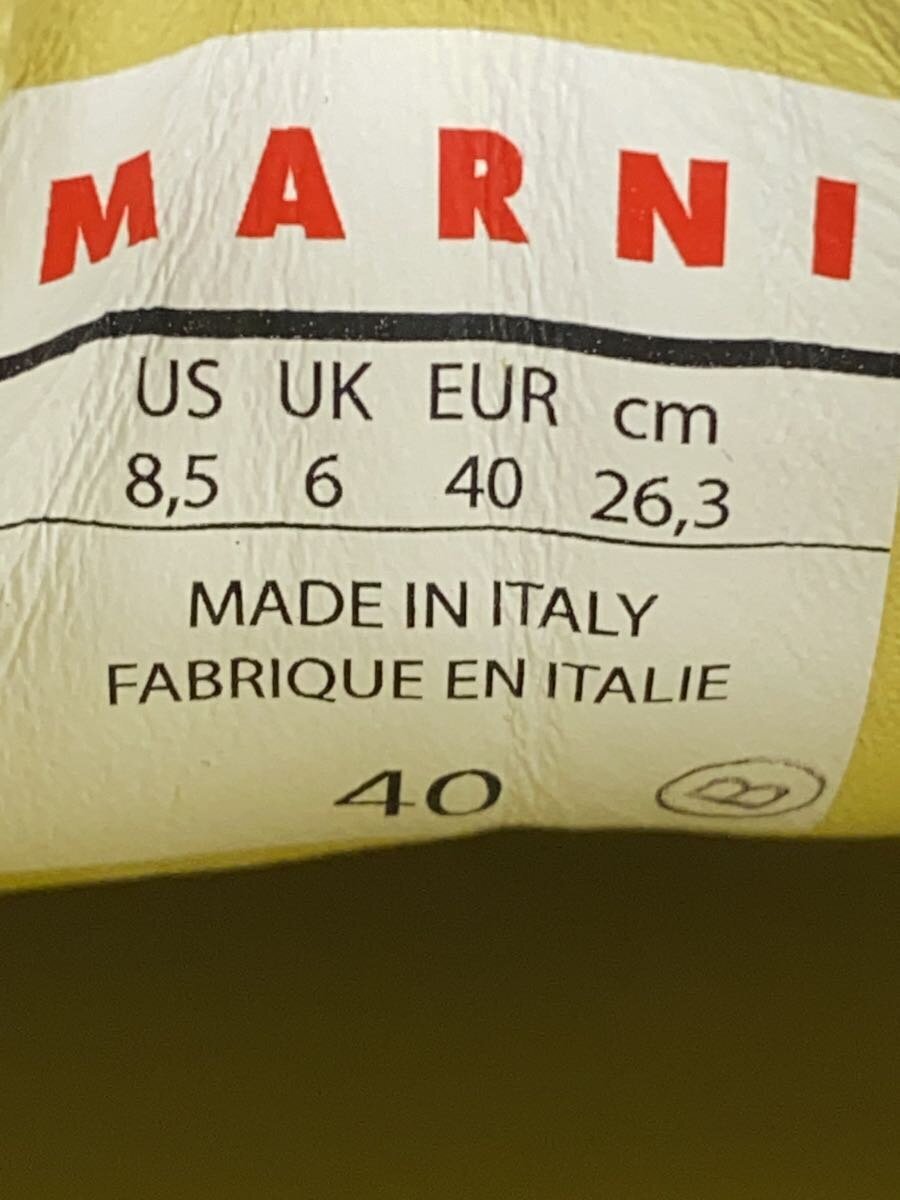 MARNI
US UK EUR cm
8,5 6 40 26,3
MADE IN ITALY
FABRIQUE EN ITALIE
40 B